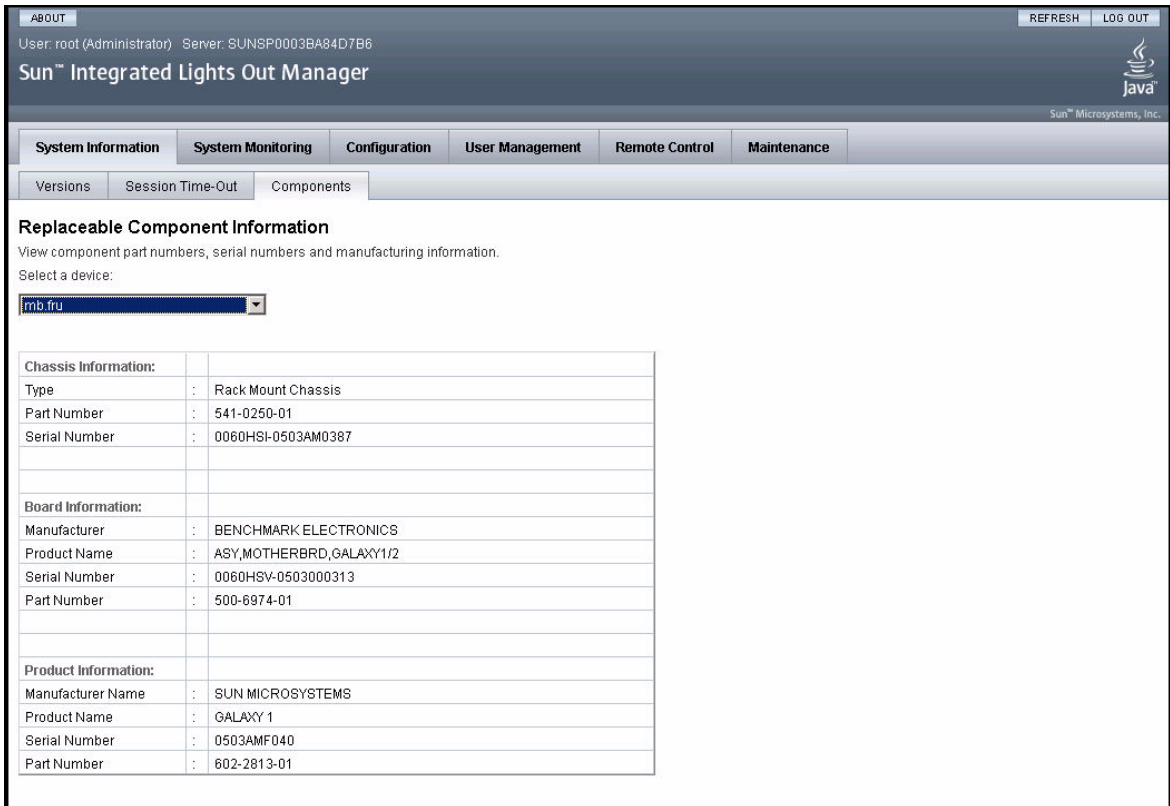 ABOUT REFRESH LOG OUT
User: root (Administrator) Server: SUNSP0003BA84D7B6
Sun™ Integrated Lights Out Manager
Java™
Sun™ Microsystems, Inc.
System Information System Monitoring Configuration User Management Remote Control Maintenance
Versions Session Time-Out Components
Replaceable Component Information
View component part numbers, serial numbers and manufacturing information.
Select a device:
mb.fru
Chassis Information:
Type : Rack Mount Chassis
Part Number : 541-0250-01
Serial Number : 0060HSI-0503AM0387
Board Information:
Manufacturer : BENCHMARK ELECTRONICS
Product Name : ASY,MOTHERBRD,GALAXY1/2
Serial Number : 0060HSV-0503000313
Part Number : 500-6974-01
Product Information:
Manufacturer Name : SUN MICROSYSTEMS
Product Name : GALAXY 1
Serial Number : 0503AMF040
Part Number : 602-2813-01